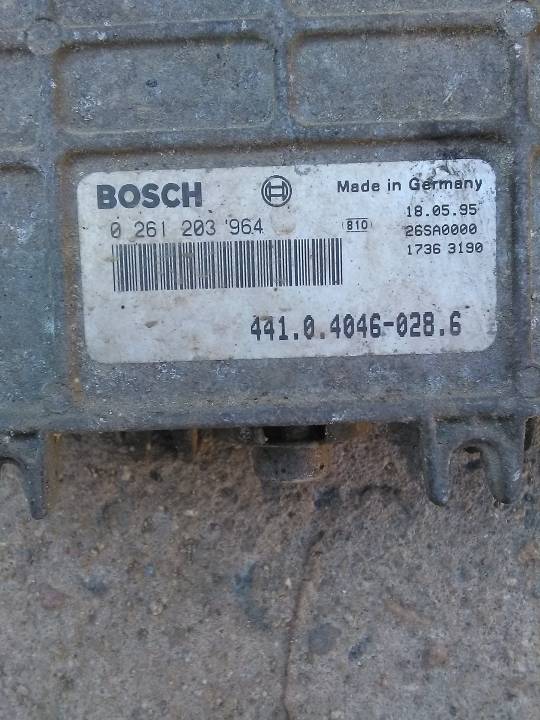 BOSCH
Made in Germany
0 261 203 964
810
18.05.95
26SA0000
1736 3190
441.0.4046-028.6